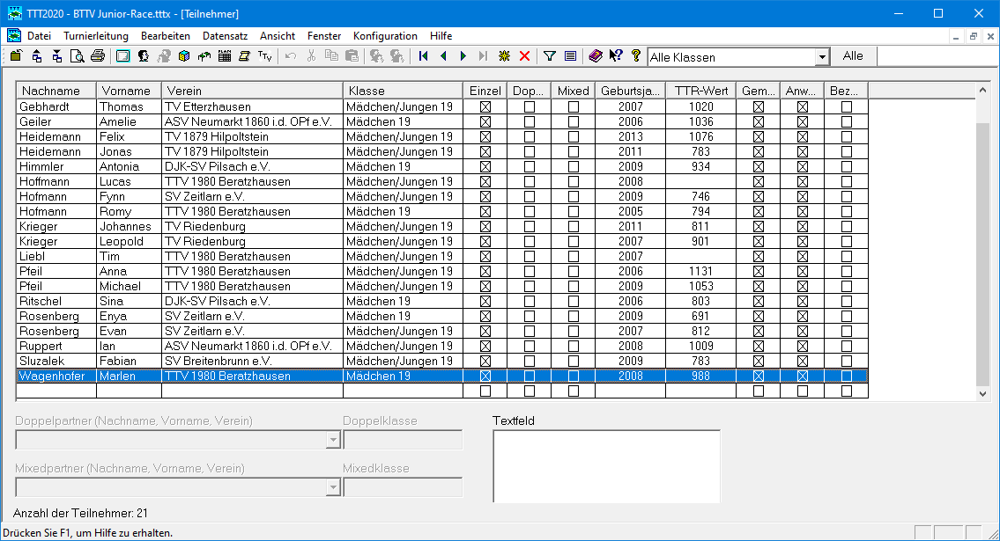 TTT2020 - BTTV Junior-Race.tttx - [Teilnehmer]
Datei Turnierleitung Bearbeiten Datensatz Ansicht Fenster Konfiguration Hilfe
Alle Klassen Alle
Nachname Vorname Verein Klasse Einzel Dop... Mixed Geburtsja... TTR-Wert Gem... Anw... Bez...
Gebhardt Thomas TV Etterzhausen Mädchen/Jungen 19 2007 1020
Geiler Amelie ASV Neumarkt 1860 i.d. OPf e.V. Mädchen 19 2006 1036
Heidemann Felix TV 1879 Hilpoltstein Mädchen/Jungen 19 2013 1076
Heidemann Jonas TV 1879 Hilpoltstein Mädchen/Jungen 19 2011 783
Himmler Antonia DJK-SV Pilsach e.V. Mädchen 19 2009 934
Hoffmann Lucas TTV 1980 Beratzhausen Mädchen/Jungen 19 2008
Hofmann Fynn SV Zeitlarn e.V. Mädchen/Jungen 19 2009 746
Hofmann Romy TTV 1980 Beratzhausen Mädchen 19 2005 794
Krieger Johannes TV Riedenburg Mädchen/Jungen 19 2011 811
Krieger Leopold TV Riedenburg Mädchen/Jungen 19 2007 901
Liebl Tim TTV 1980 Beratzhausen Mädchen/Jungen 19 2007
Pfeil Anna TTV 1980 Beratzhausen Mädchen/Jungen 19 2006 1131
Pfeil Michael TTV 1980 Beratzhausen Mädchen/Jungen 19 2009 1053
Ritschel Sina DJK-SV Pilsach e.V. Mädchen 19 2006 803
Rosenberg Enya SV Zeitlarn e.V. Mädchen 19 2009 691
Rosenberg Evan SV Zeitlarn e.V. Mädchen/Jungen 19 2007 812
Ruppert Ian ASV Neumarkt 1860 i.d. OPf e.V. Mädchen/Jungen 19 2008 1009
Sluzalek Fabian SV Breitenbrunn e.V. Mädchen/Jungen 19 2009 783
Wagenhofer Marlen TTV 1980 Beratzhausen Mädchen 19 2008 988
Doppelpartner (Nachname, Vorname, Verein) Doppelklasse Textfeld
Mixedpartner (Nachname, Vorname, Verein) Mixedklasse
Anzahl der Teilnehmer: 21
Drücken Sie F1, um Hilfe zu erhalten.